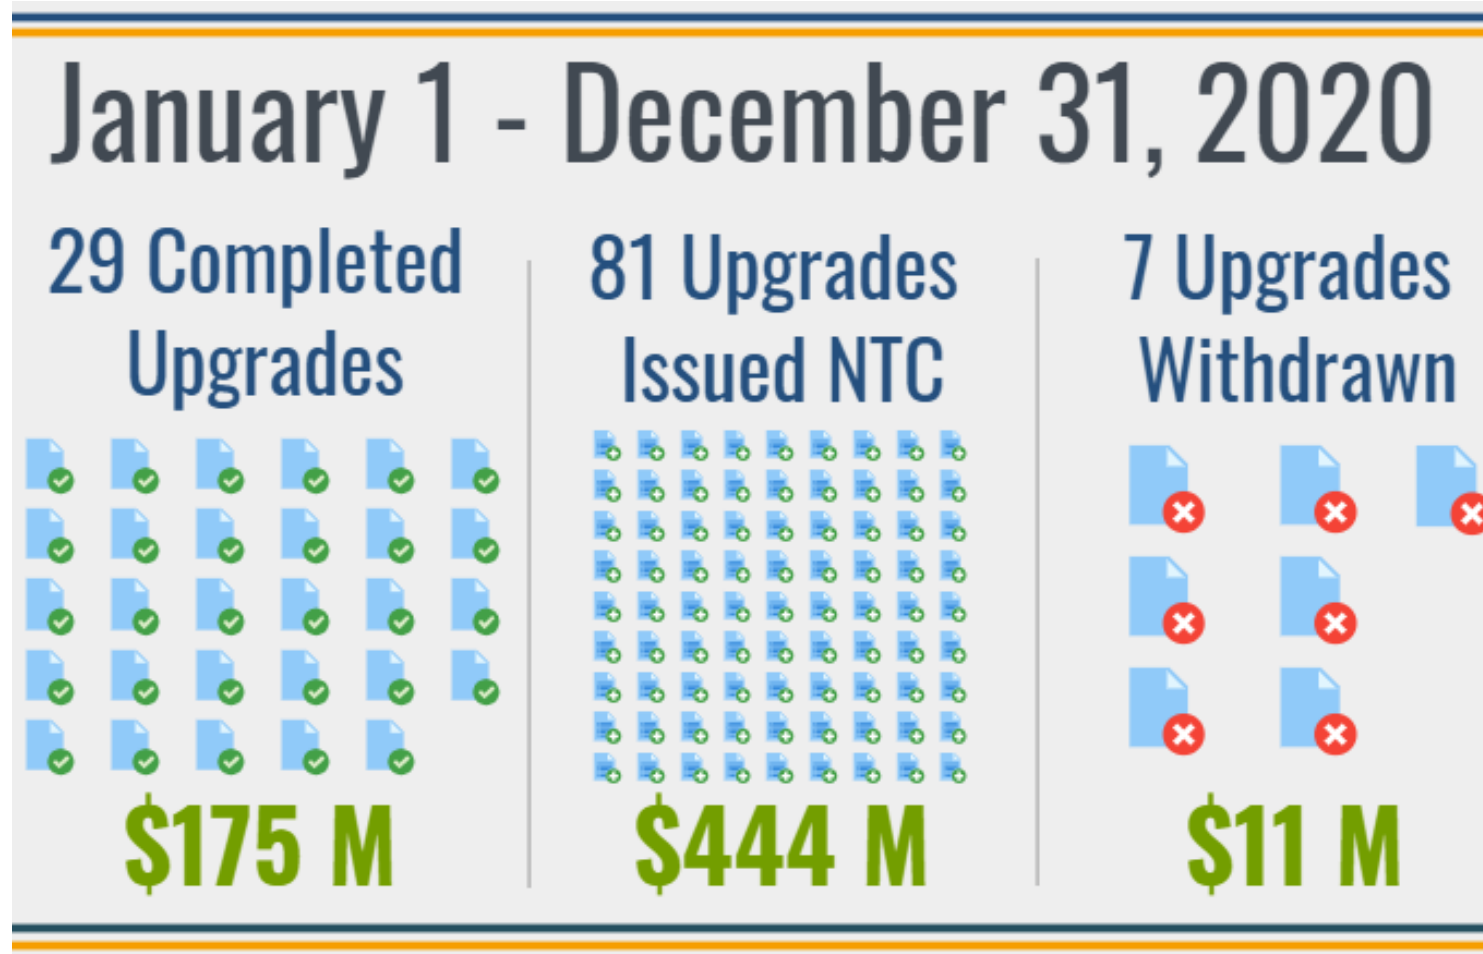 January 1 - December 31, 2020
29 Completed
Upgrades
$175 M
81 Upgrades
Issued NTC
$444 M
7 Upgrades
Withdrawn
$11 M